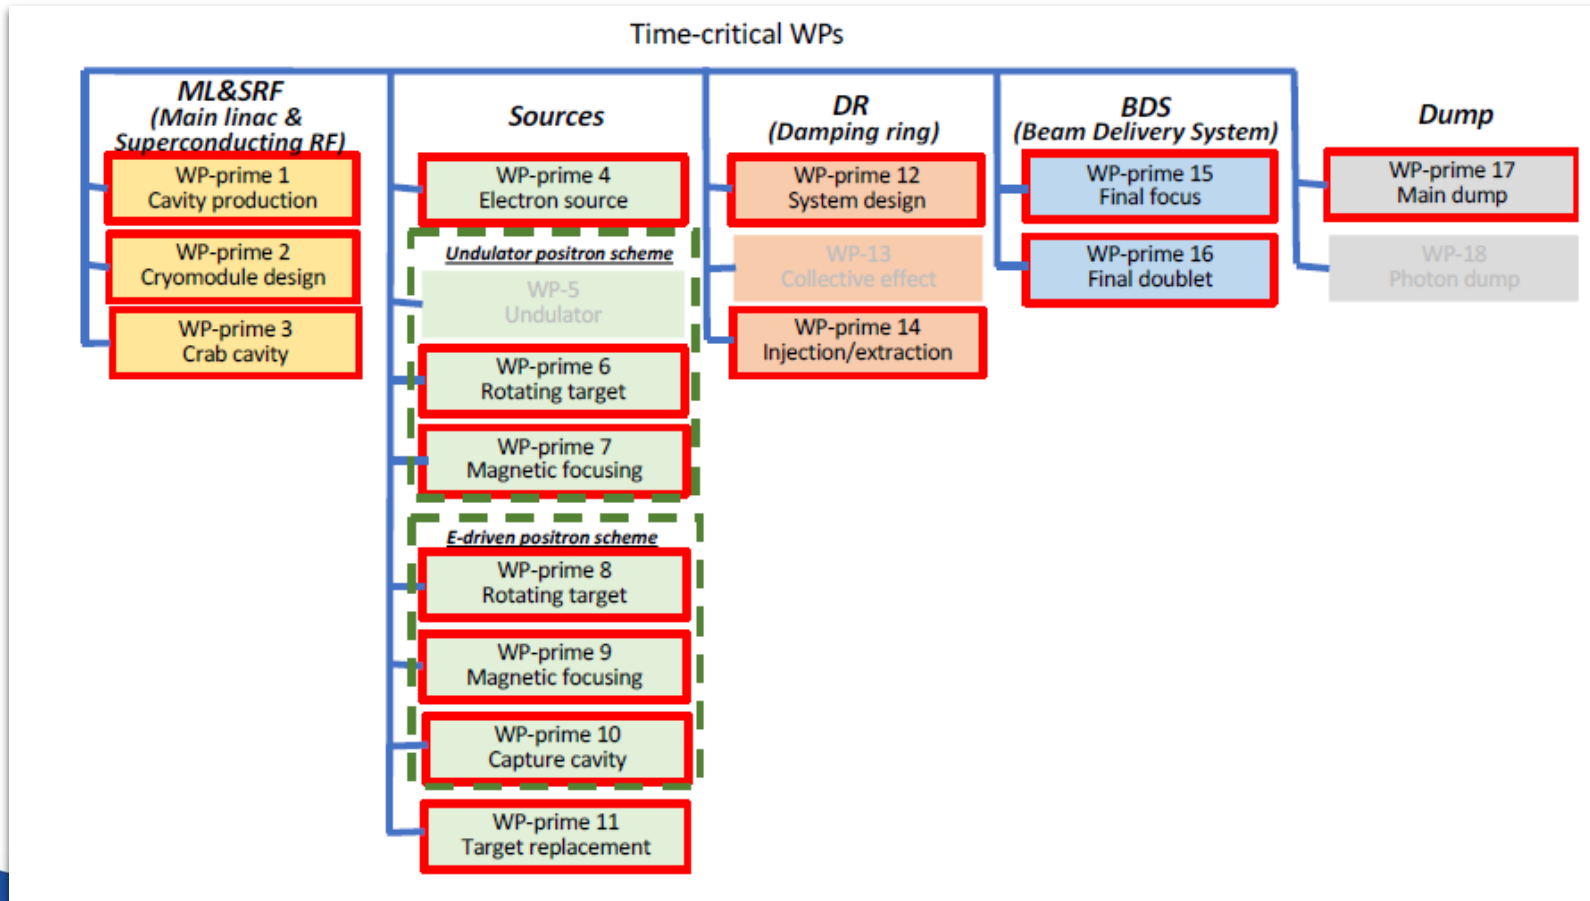 Time-critical WPs
ML&SRF
(Main linac &
Superconducting RF)
WP-prime 1
Cavity production
WP-prime 2
Cryomodule design
WP-prime 3
Crab cavity
Sources
WP-prime 4
Electron source
Undulator positron scheme
WP-5
Undulator
WP-prime 6
Rotating target
WP-prime 7
Magnetic focusing
E-driven positron scheme
WP-prime 8
Rotating target
WP-prime 9
Magnetic focusing
WP-prime 10
Capture cavity
WP-prime 11
Target replacement
DR
(Damping ring)
WP-prime 12
System design
WP-13
Collective effect
WP-prime 14
Injection/extraction
BDS
(Beam Delivery System)
WP-prime 15
Final focus
WP-prime 16
Final doublet
Dump
WP-prime 17
Main dump
WP-18
Photon dump